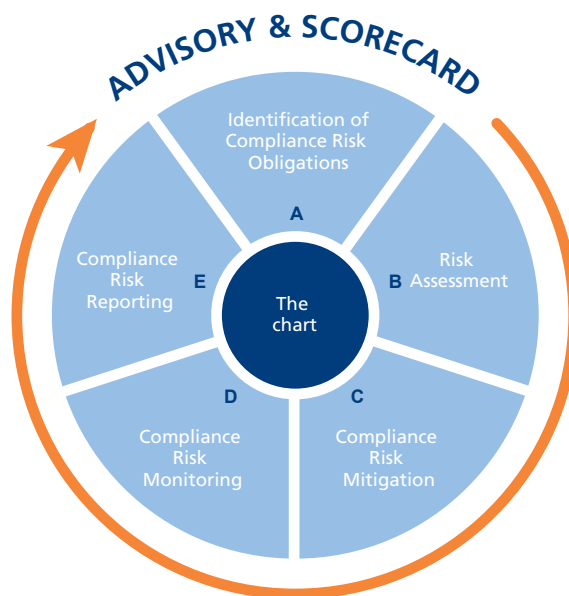 ADVISORY & SCORECARD
Identification of
Compliance Risk
Obligations
A
Risk
Assessment
B
Compliance
Risk
Mitigation
C
Compliance
Risk
Monitoring
D
Compliance
Risk
Reporting
E
The
chart